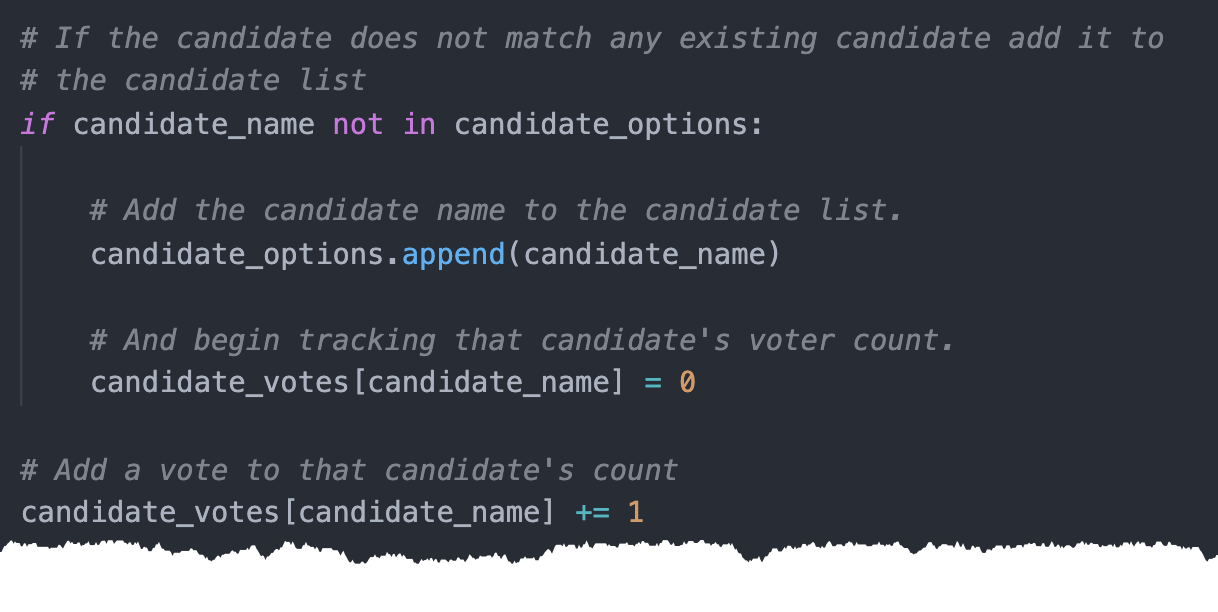 # If the candidate does not match any existing candidate add it to
# the candidate list
if candidate_name not in candidate_options:
# Add the candidate name to the candidate list.
candidate_options.append(candidate_name)
# And begin tracking that candidate's voter count.
candidate_votes[candidate_name] = 0
# Add a vote to that candidate's count
candidate_votes[candidate_name] += 1